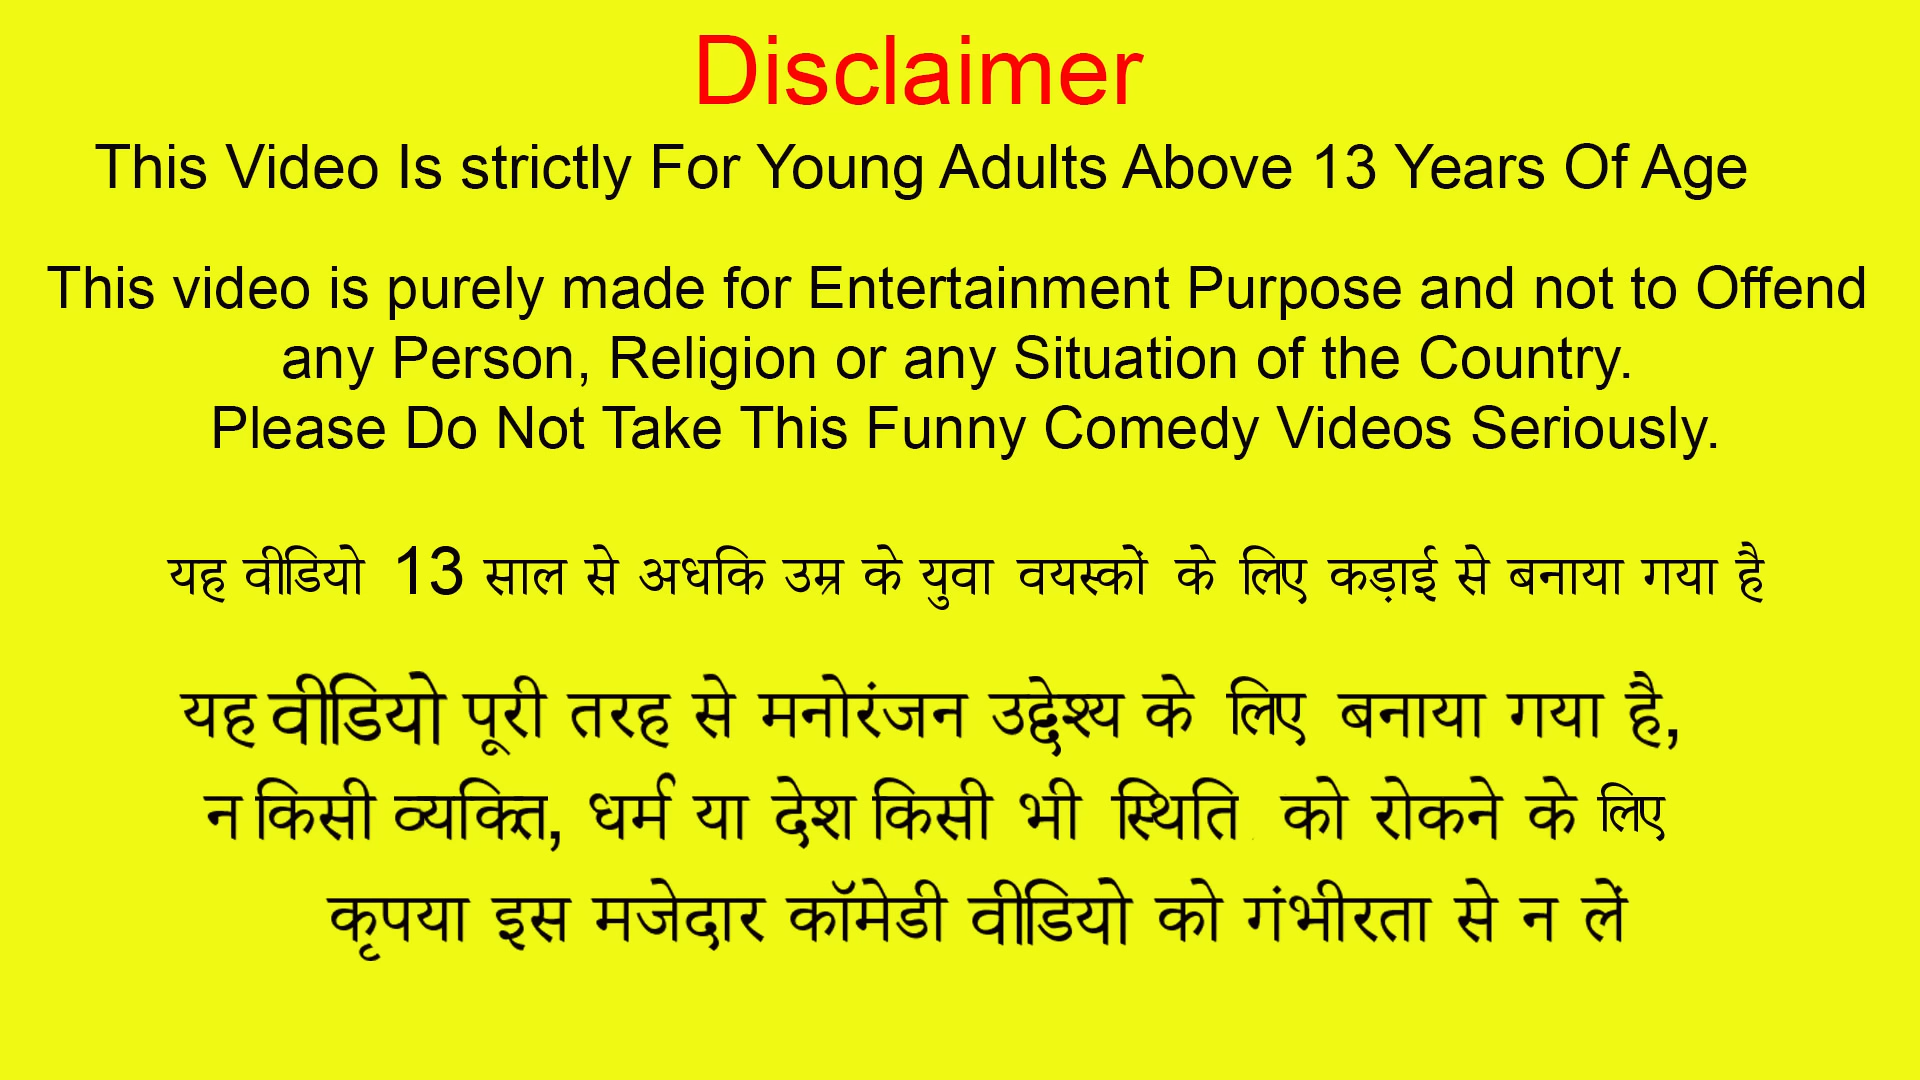 Disclaimer
This Video Is strictly For Young Adults Above 13 Years Of Age
This video is purely made for Entertainment Purpose and not to Offend
any Person, Religion or any Situation of the Country.
Please Do Not Take This Funny Comedy Videos Seriously.
यह वीडियो 13 साल से अधकि उम्र के युवा वयस्कों के लिए कड़ाई से बनाया गया है
यह वीडियो पूरी तरह से मनोरंजन उद्देश्य के लिए बनाया गया है,
न किसी व्यक्ति, धर्म या देश किसी भी स्थिति को रोकने के लिए
कृपया इस मजेदार कॉमेडी वीडियो को गंभीरता से न लें